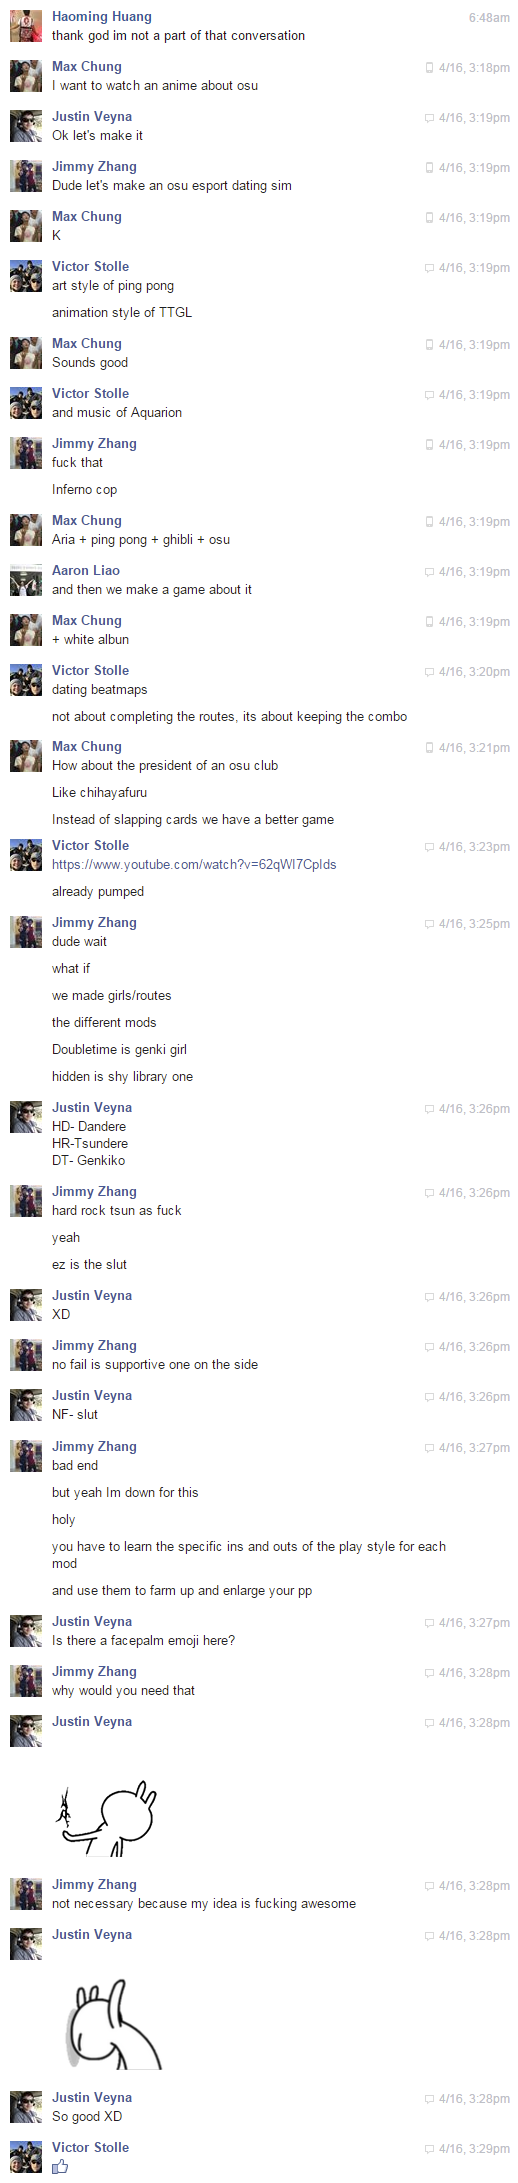 Haoming Huang 6:48am
thank god im not a part of that conversation
Max Chung 4/16, 3:18pm
I want to watch an anime about osu
Justin Veyna 4/16, 3:19pm
Ok let's make it
Jimmy Zhang 4/16, 3:19pm
Dude let's make an osu esport dating sim
Max Chung 4/16, 3:19pm
K
Victor Stolle 4/16, 3:19pm
art style of ping pong
animation style of TTGL
Max Chung 4/16, 3:19pm
Sounds good
Victor Stolle 4/16, 3:19pm
and music of Aquarion
Jimmy Zhang 4/16, 3:19pm
fuck that
Inferno cop
Max Chung 4/16, 3:19pm
Aria + ping pong + ghibli + osu
Aaron Liao 4/16, 3:19pm
and then we make a game about it
Max Chung 4/16, 3:19pm
+ white albun
Victor Stolle 4/16, 3:20pm
dating beatmaps
not about completing the routes, its about keeping the combo
Max Chung 4/16, 3:21pm
How about the president of an osu club
Like chihayafuru
Instead of slapping cards we have a better game
Victor Stolle 4/16, 3:23pm
https://www.youtube.com/watch?v=62qWI7CpIds
already pumped
Jimmy Zhang 4/16, 3:25pm
dude wait
what if
we made girls/routes
the different mods
Doubletime is genki girl
hidden is shy library one
Justin Veyna 4/16, 3:26pm
HD- Dandere
HR-Tsundere
DT- Genkiko
Jimmy Zhang 4/16, 3:26pm
hard rock tsun as fuck
yeah
ez is the slut
Justin Veyna 4/16, 3:26pm
XD
Jimmy Zhang 4/16, 3:26pm
no fail is supportive one on the side
Justin Veyna 4/16, 3:26pm
NF- slut
Jimmy Zhang 4/16, 3:27pm
bad end
but yeah Im down for this
holy
you have to learn the specific ins and outs of the play style for each
mod
and use them to farm up and enlarge your pp
Justin Veyna 4/16, 3:27pm
Is there a facepalm emoji here?
Jimmy Zhang 4/16, 3:28pm
why would you need that
Justin Veyna 4/16, 3:28pm
Jimmy Zhang 4/16, 3:28pm
not necessary because my idea is fucking awesome
Justin Veyna 4/16, 3:28pm
Justin Veyna 4/16, 3:28pm
So good XD
Victor Stolle 4/16, 3:29pm